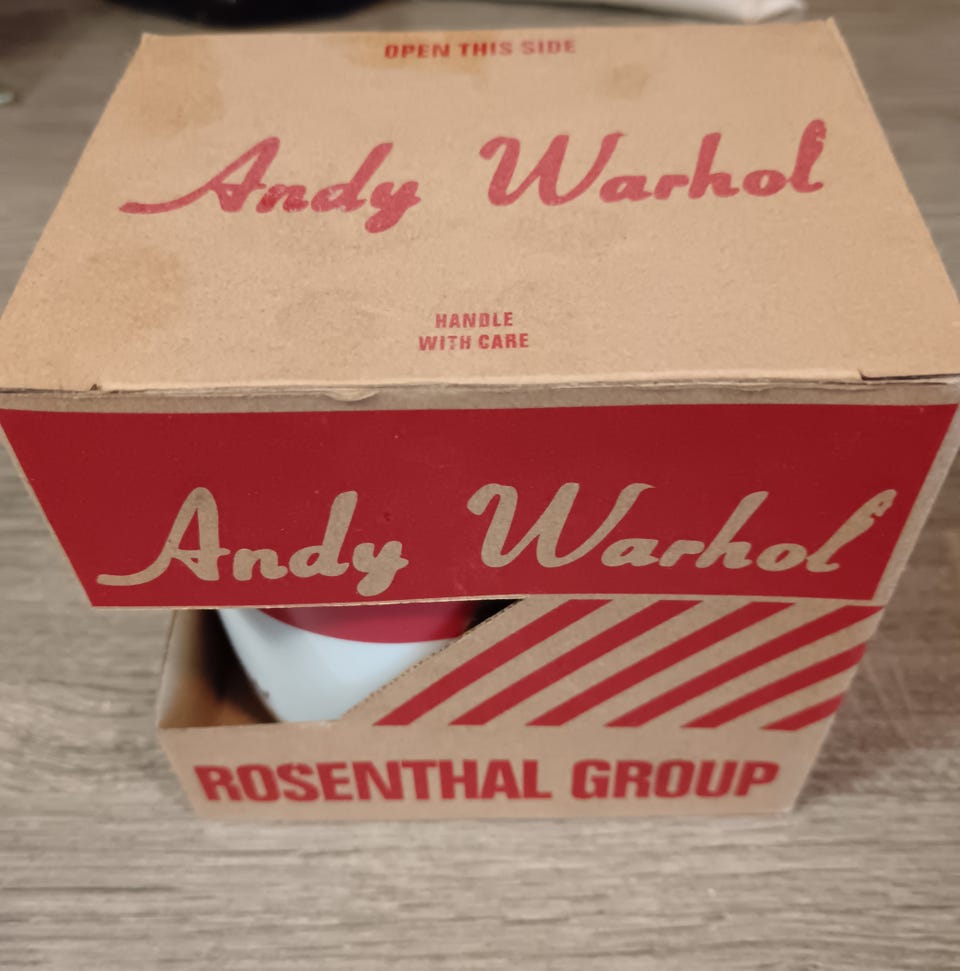 OPEN THIS SIDE
Andy Warhol
HANDLE
WITH CARE
Andy Warhol
ROSENTHAL GROUP